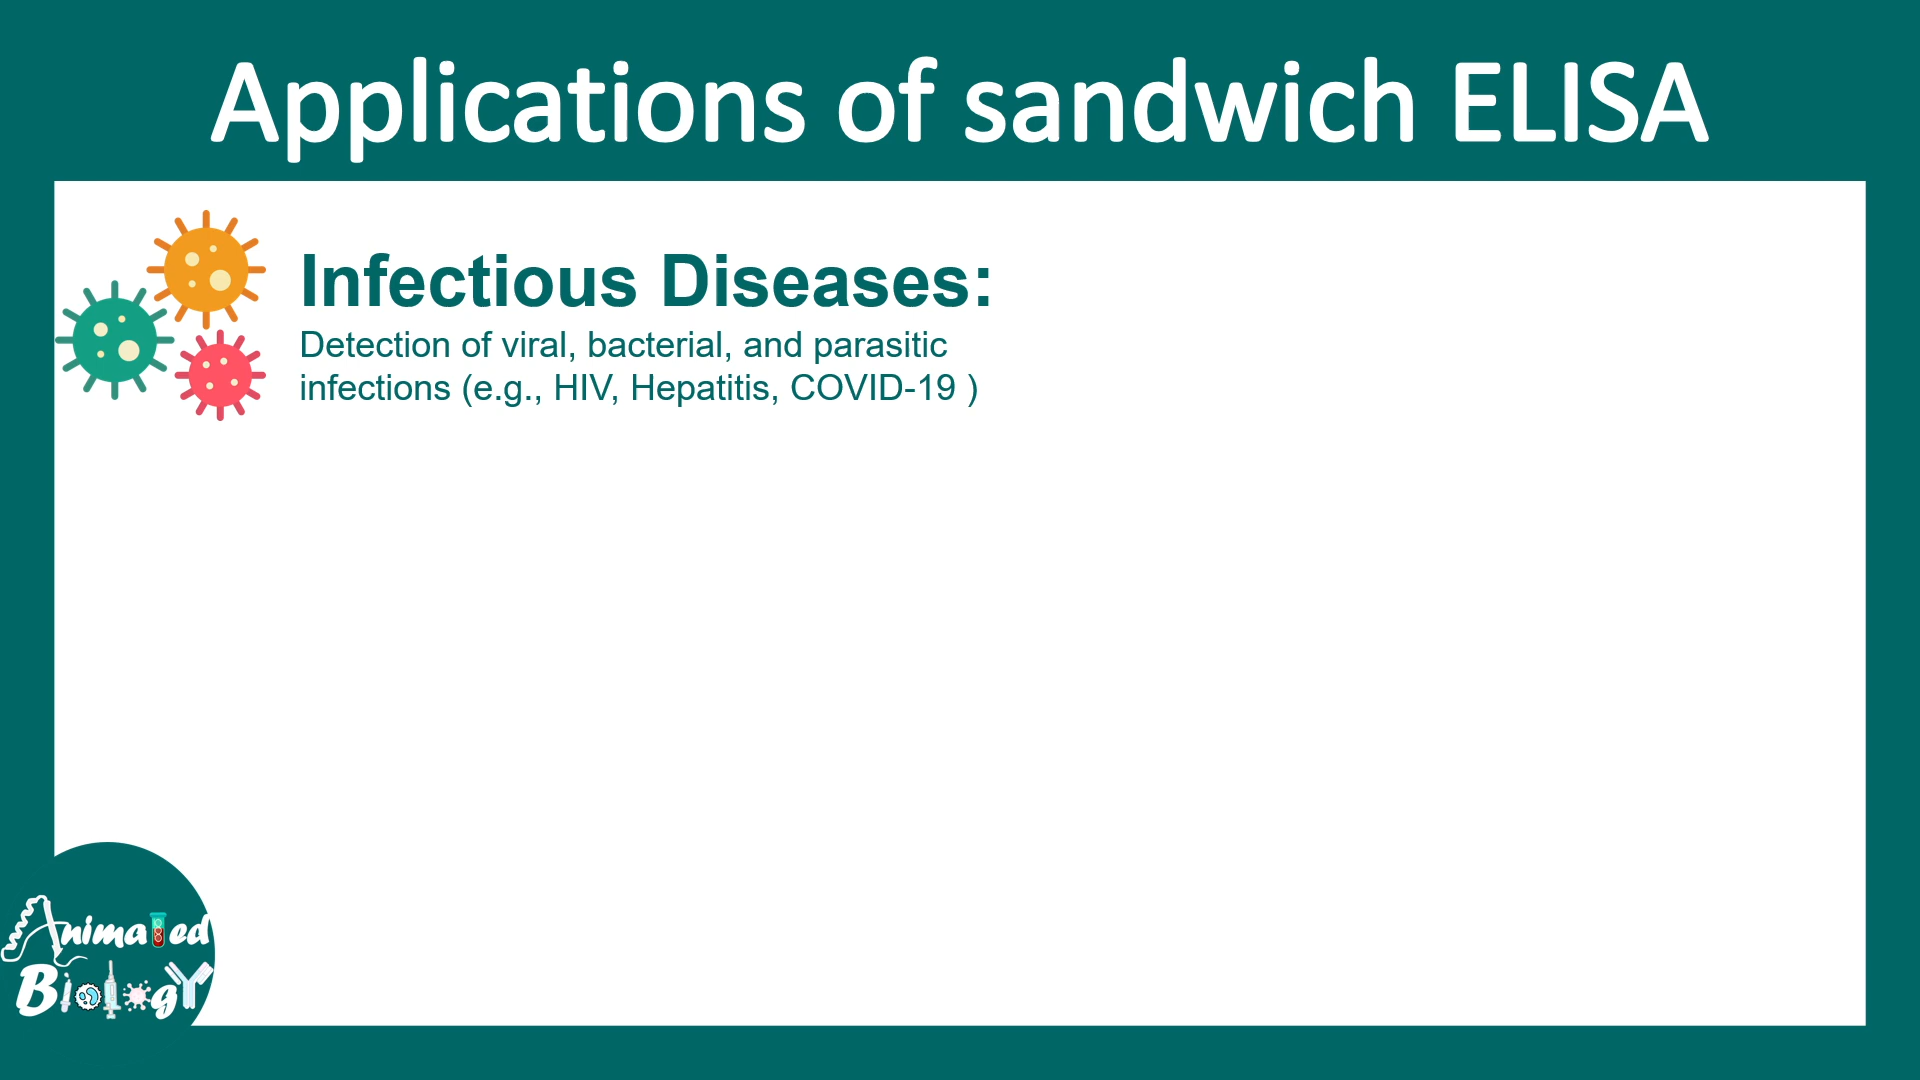 Applications of sandwich ELISA
Infectious Diseases:
Detection of viral, bacterial, and parasitic
infections (e.g., HIV, Hepatitis, COVID-19 )
Animated
Biology